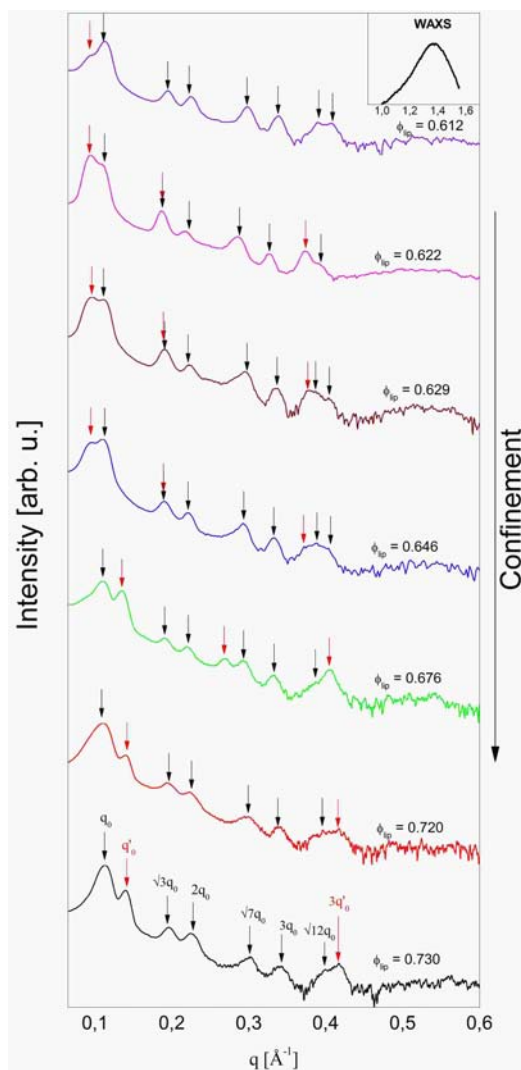 WAXS
1,0 1,2 1,4 1,6
ϕlip = 0.612
ϕlip = 0.622
ϕlip = 0.629
ϕlip = 0.646
ϕlip = 0.676
ϕlip = 0.720
q₀
q'₀
√3q₀
2q₀
√7q₀
3q₀
√12q₀
3q'₀
ϕlip = 0.730
Intensity [arb. u.]
Confinement
0,1 0,2 0,3 0,4 0,5 0,6
q [Å⁻¹]